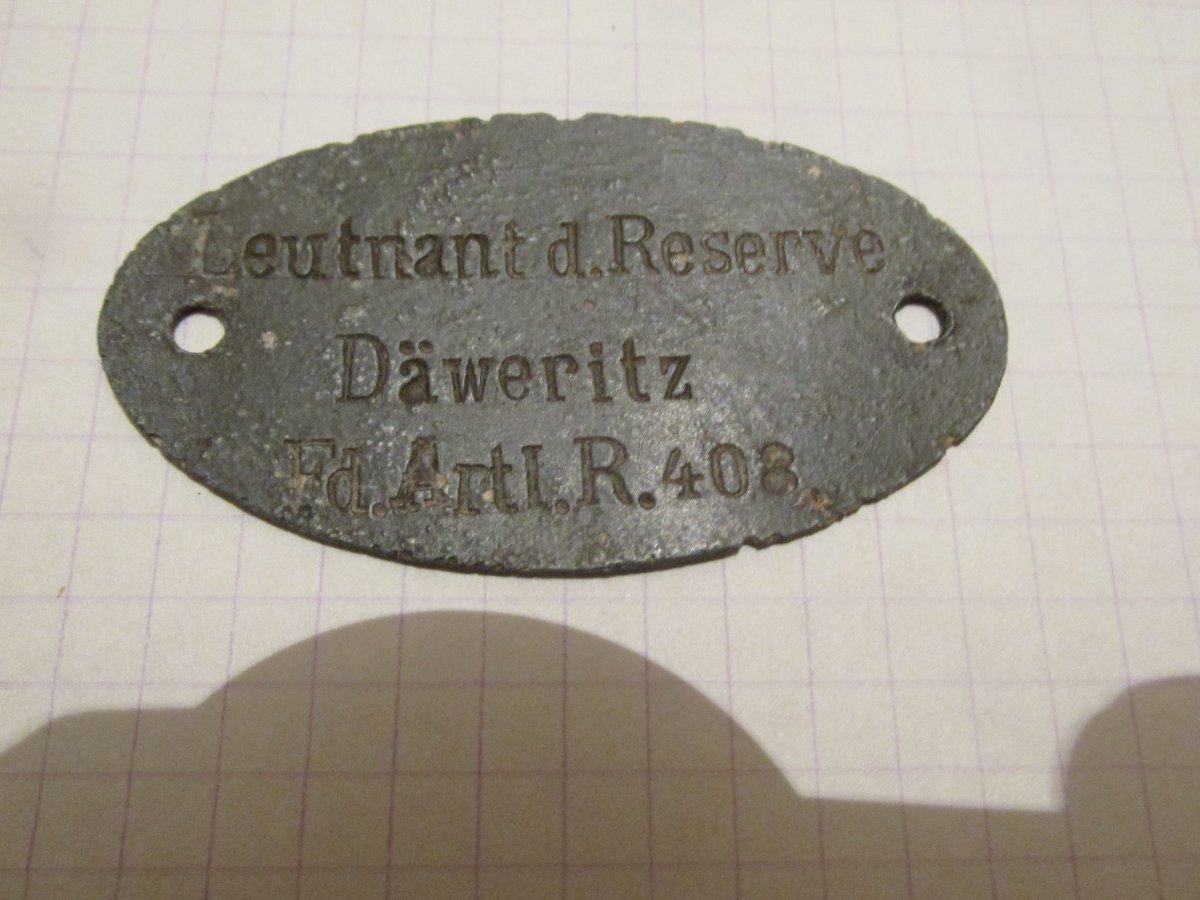 Leutnant d. Reserve
Däweritz
Fd. Artl. R. 408